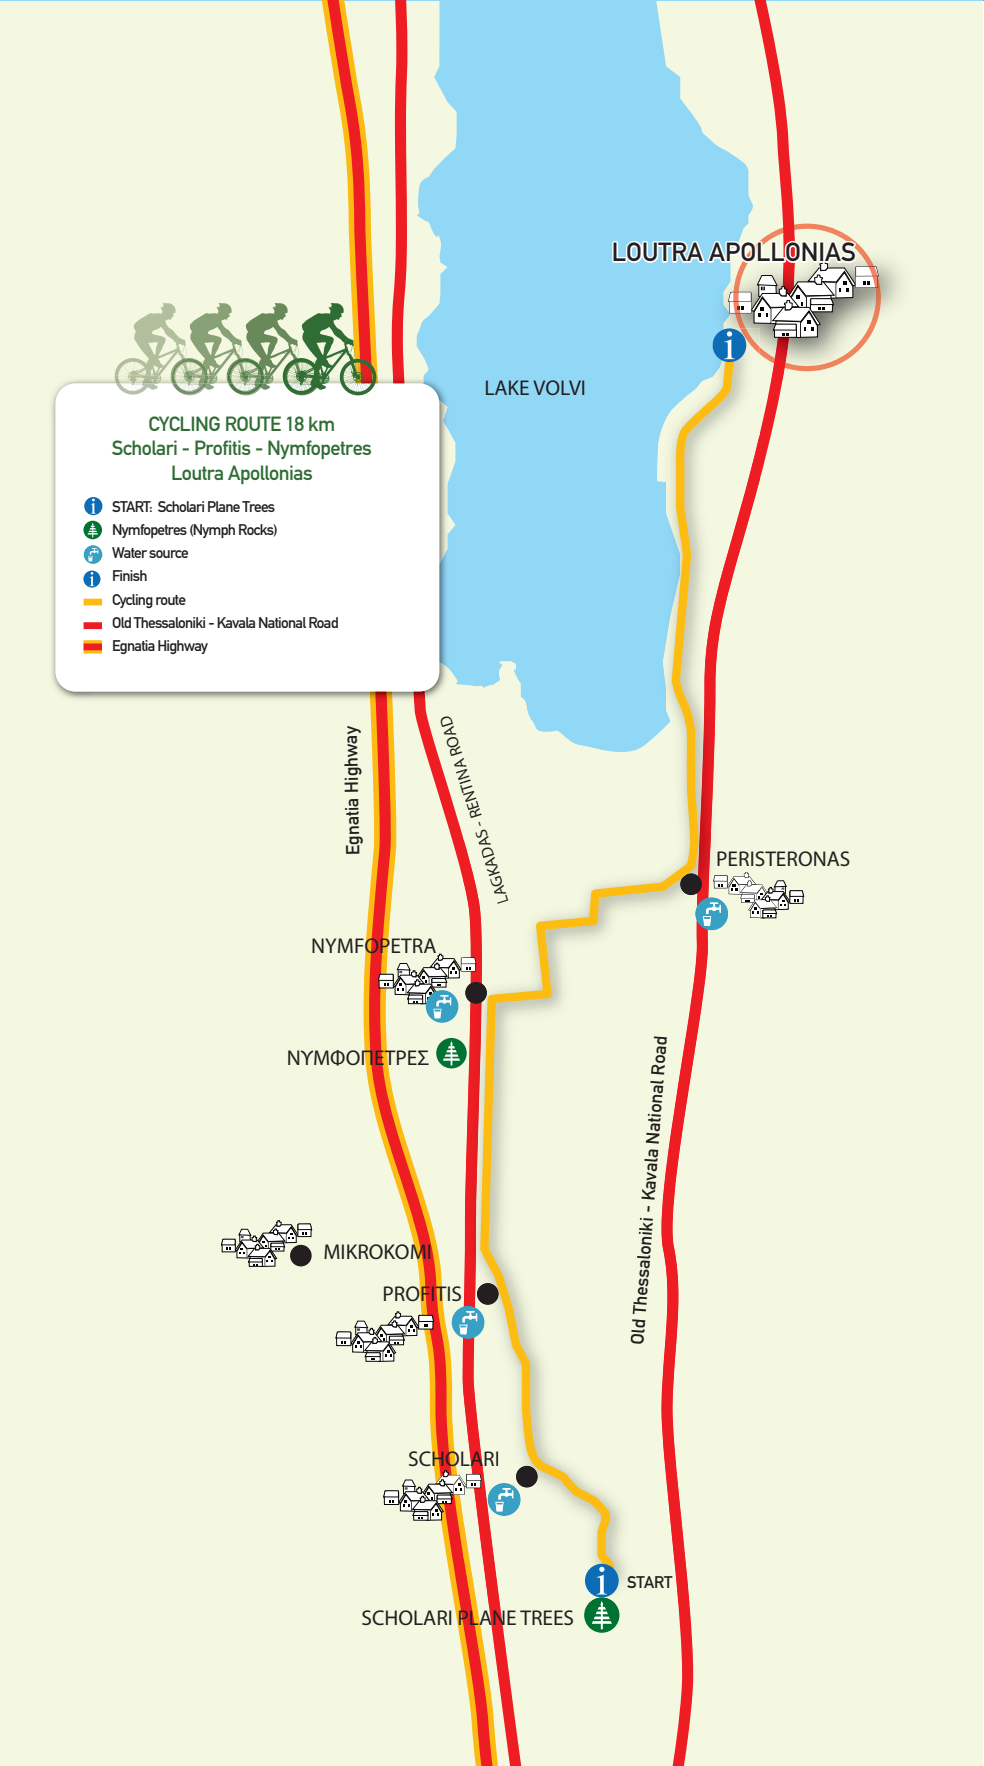 LOUTRA APOLLONIAS
LAKE VOLVI
CYCLING ROUTE 18 km
Scholari - Profitis - Nymfopetres
Loutra Apollonias
START: Scholari Plane Trees
Nymfopetres (Nymph Rocks)
Water source
Finish
Cycling route
Old Thessaloniki - Kavala National Road
Egnatia Highway
Egnatia Highway
LAGKADAS - RENTINA ROAD
PERISTERONAS
NYMFOPETRA
ΝΥΜΦΟΠΕΤΡΕΣ
Old Thessaloniki - Kavala National Road
MIKROKOMI
PROFITIS
SCHOLARI
START
SCHOLARI PLANE TREES